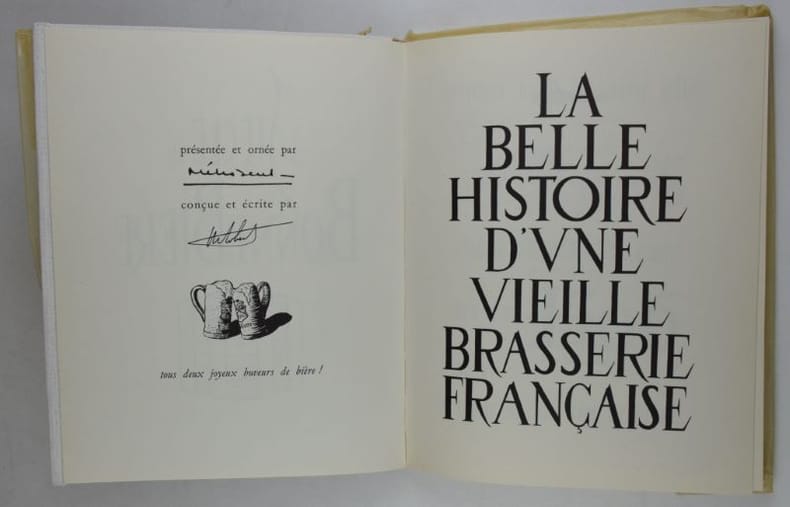 présentée et ornée par
conçue et écrite par
tous deux joyeux buveurs de bière !
LA
BELLE
HISTOIRE
D'VNE
VIEILLE
BRASSERIE
FRANÇAISE